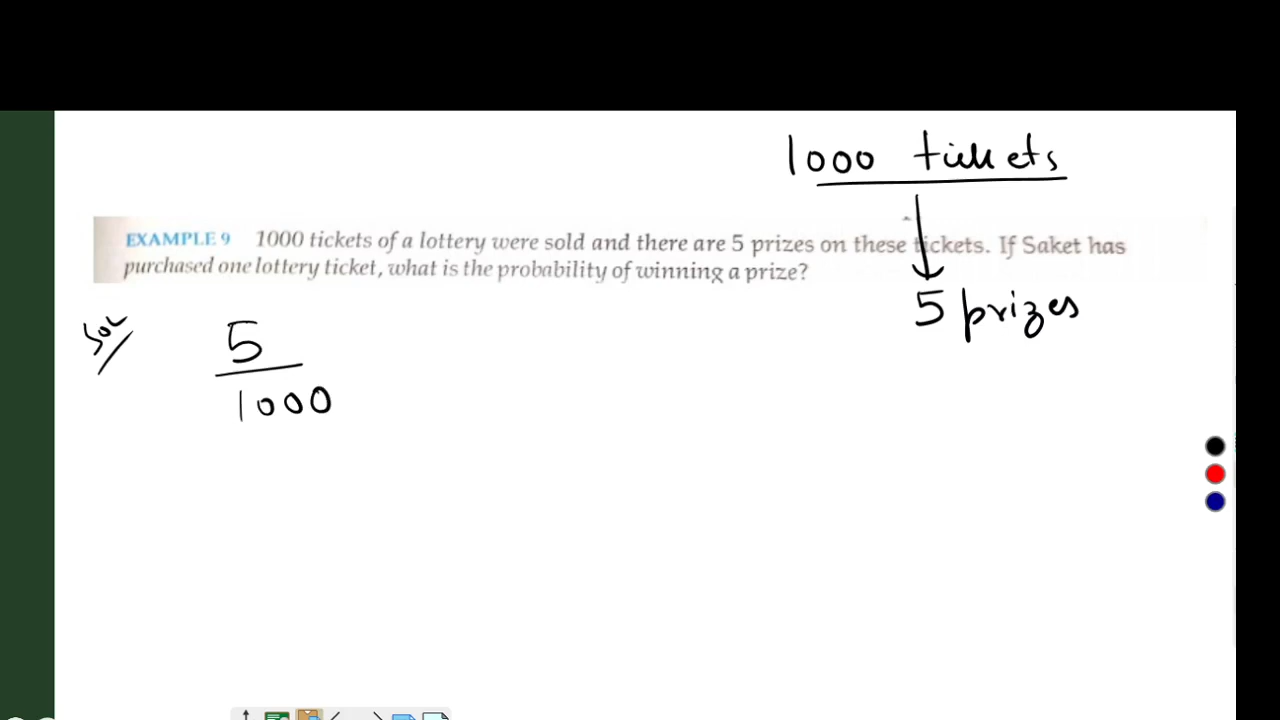 1000 tickets
EXAMPLE 9 1000 tickets of a lottery were sold and there are 5 prizes on these tickets. If Saket has
purchased one lottery ticket, what is the probability of winning a prize?
5 prizes
Sol
5
1000